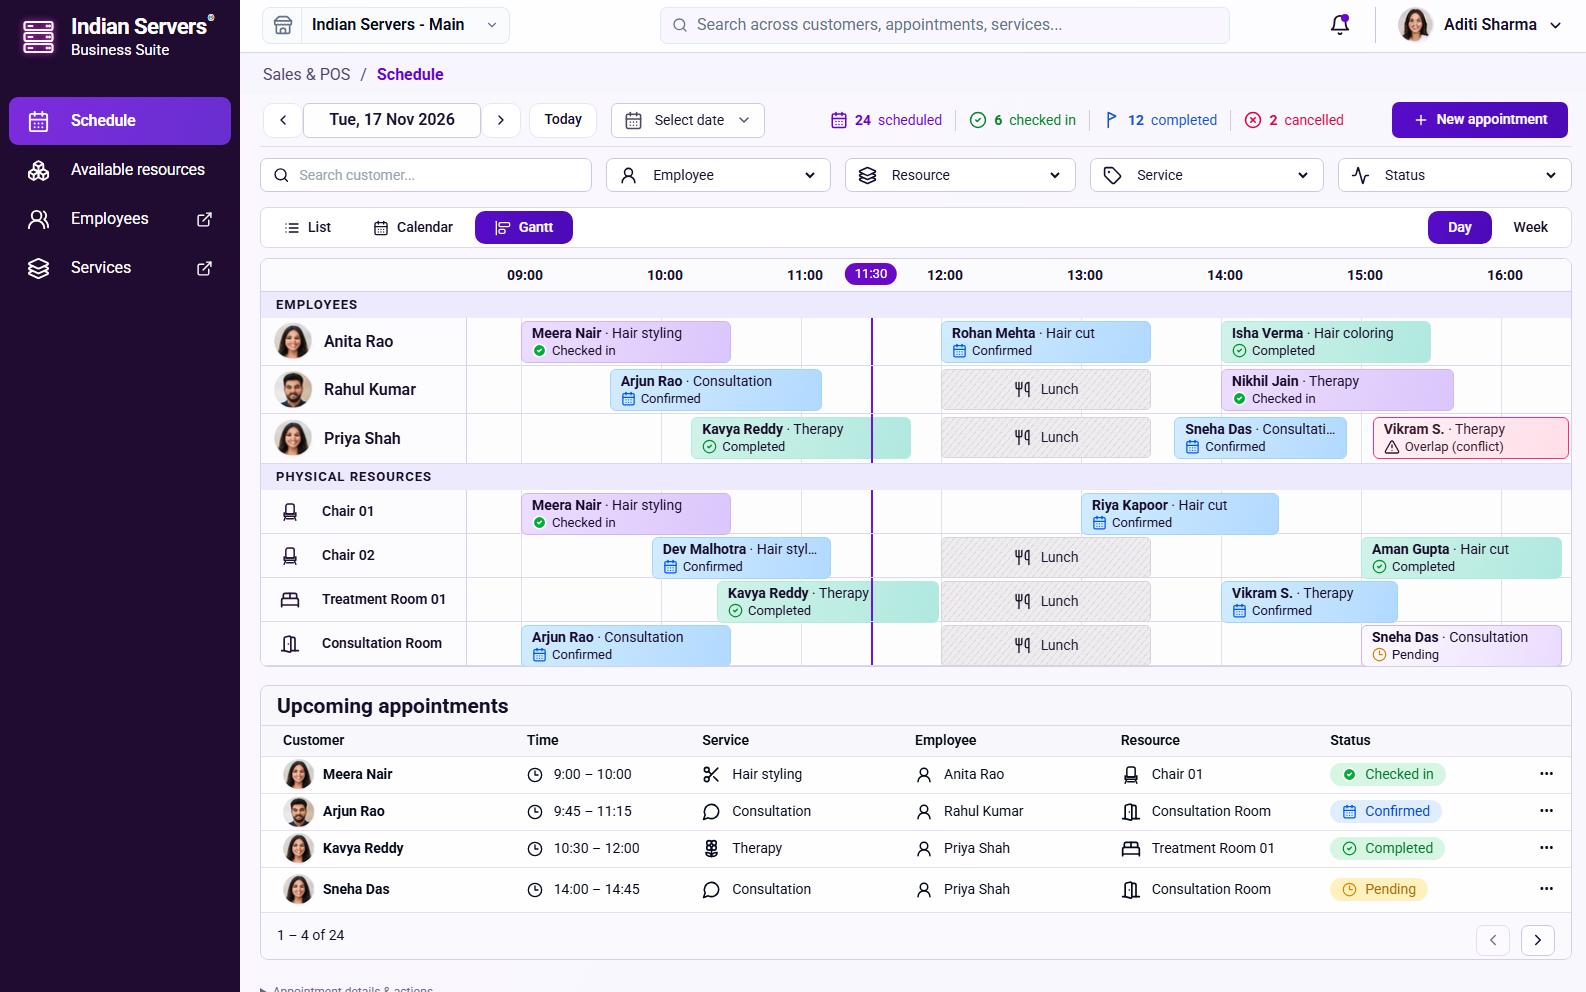 Indian Servers®
Business Suite
Schedule
Available resources
Employees
Services
Indian Servers - Main
Search across customers, appointments, services...
Aditi Sharma
Sales & POS / Schedule
Tue, 17 Nov 2026
Today
Select date
24 scheduled
6 checked in
12 completed
2 cancelled
+ New appointment
Search customer...
Employee
Resource
Service
Status
List
Calendar
Gantt
Day
Week
09:00 10:00 11:00 11:30 12:00 13:00 14:00 15:00 16:00
EMPLOYEES
Anita Rao
Meera Nair · Hair styling
Checked in
Rohan Mehta · Hair cut
Confirmed
Isha Verma · Hair coloring
Completed
Rahul Kumar
Arjun Rao · Consultation
Confirmed
Lunch
Nikhil Jain · Therapy
Checked in
Priya Shah
Kavya Reddy · Therapy
Completed
Lunch
Sneha Das · Consultati...
Confirmed
Vikram S. · Therapy
Overlap (conflict)
PHYSICAL RESOURCES
Chair 01
Meera Nair · Hair styling
Checked in
Riya Kapoor · Hair cut
Confirmed
Chair 02
Dev Malhotra · Hair styl...
Confirmed
Lunch
Aman Gupta · Hair cut
Completed
Treatment Room 01
Kavya Reddy · Therapy
Completed
Lunch
Vikram S. · Therapy
Confirmed
Consultation Room
Arjun Rao · Consultation
Confirmed
Lunch
Sneha Das · Consultation
Pending
Upcoming appointments
Customer Time Service Employee Resource Status
Meera Nair 9:00 – 10:00 Hair styling Anita Rao Chair 01 Checked in
Arjun Rao 9:45 – 11:15 Consultation Rahul Kumar Consultation Room Confirmed
Kavya Reddy 10:30 – 12:00 Therapy Priya Shah Treatment Room 01 Completed
Sneha Das 14:00 – 14:45 Consultation Priya Shah Consultation Room Pending
1 – 4 of 24
Appointment details & actions